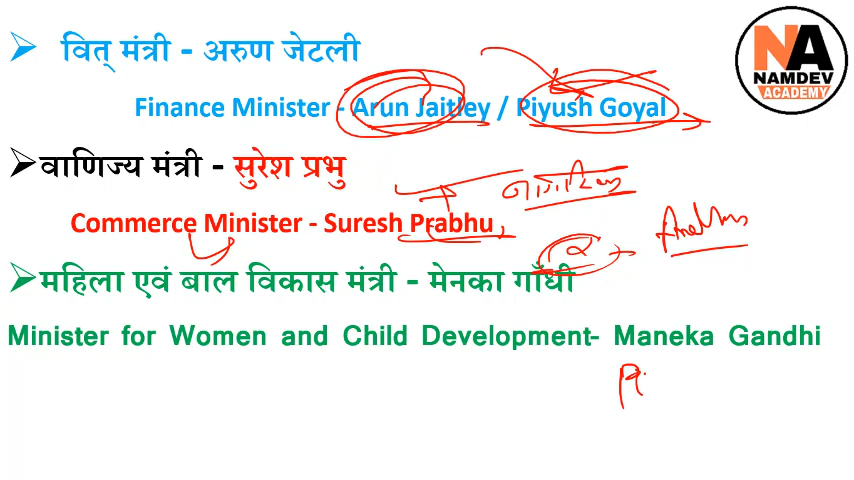 वित् मंत्री - अरुण जेटली
NA
NAMDEV
ACADEMY
Finance Minister - Arun Jaitley / Piyush Goyal
वाणिज्य मंत्री - सुरेश प्रभु
Commerce Minister - Suresh Prabhu
महिला एवं बाल विकास मंत्री - मेनका गाँधी
Minister for Women and Child Development- Maneka Gandhi